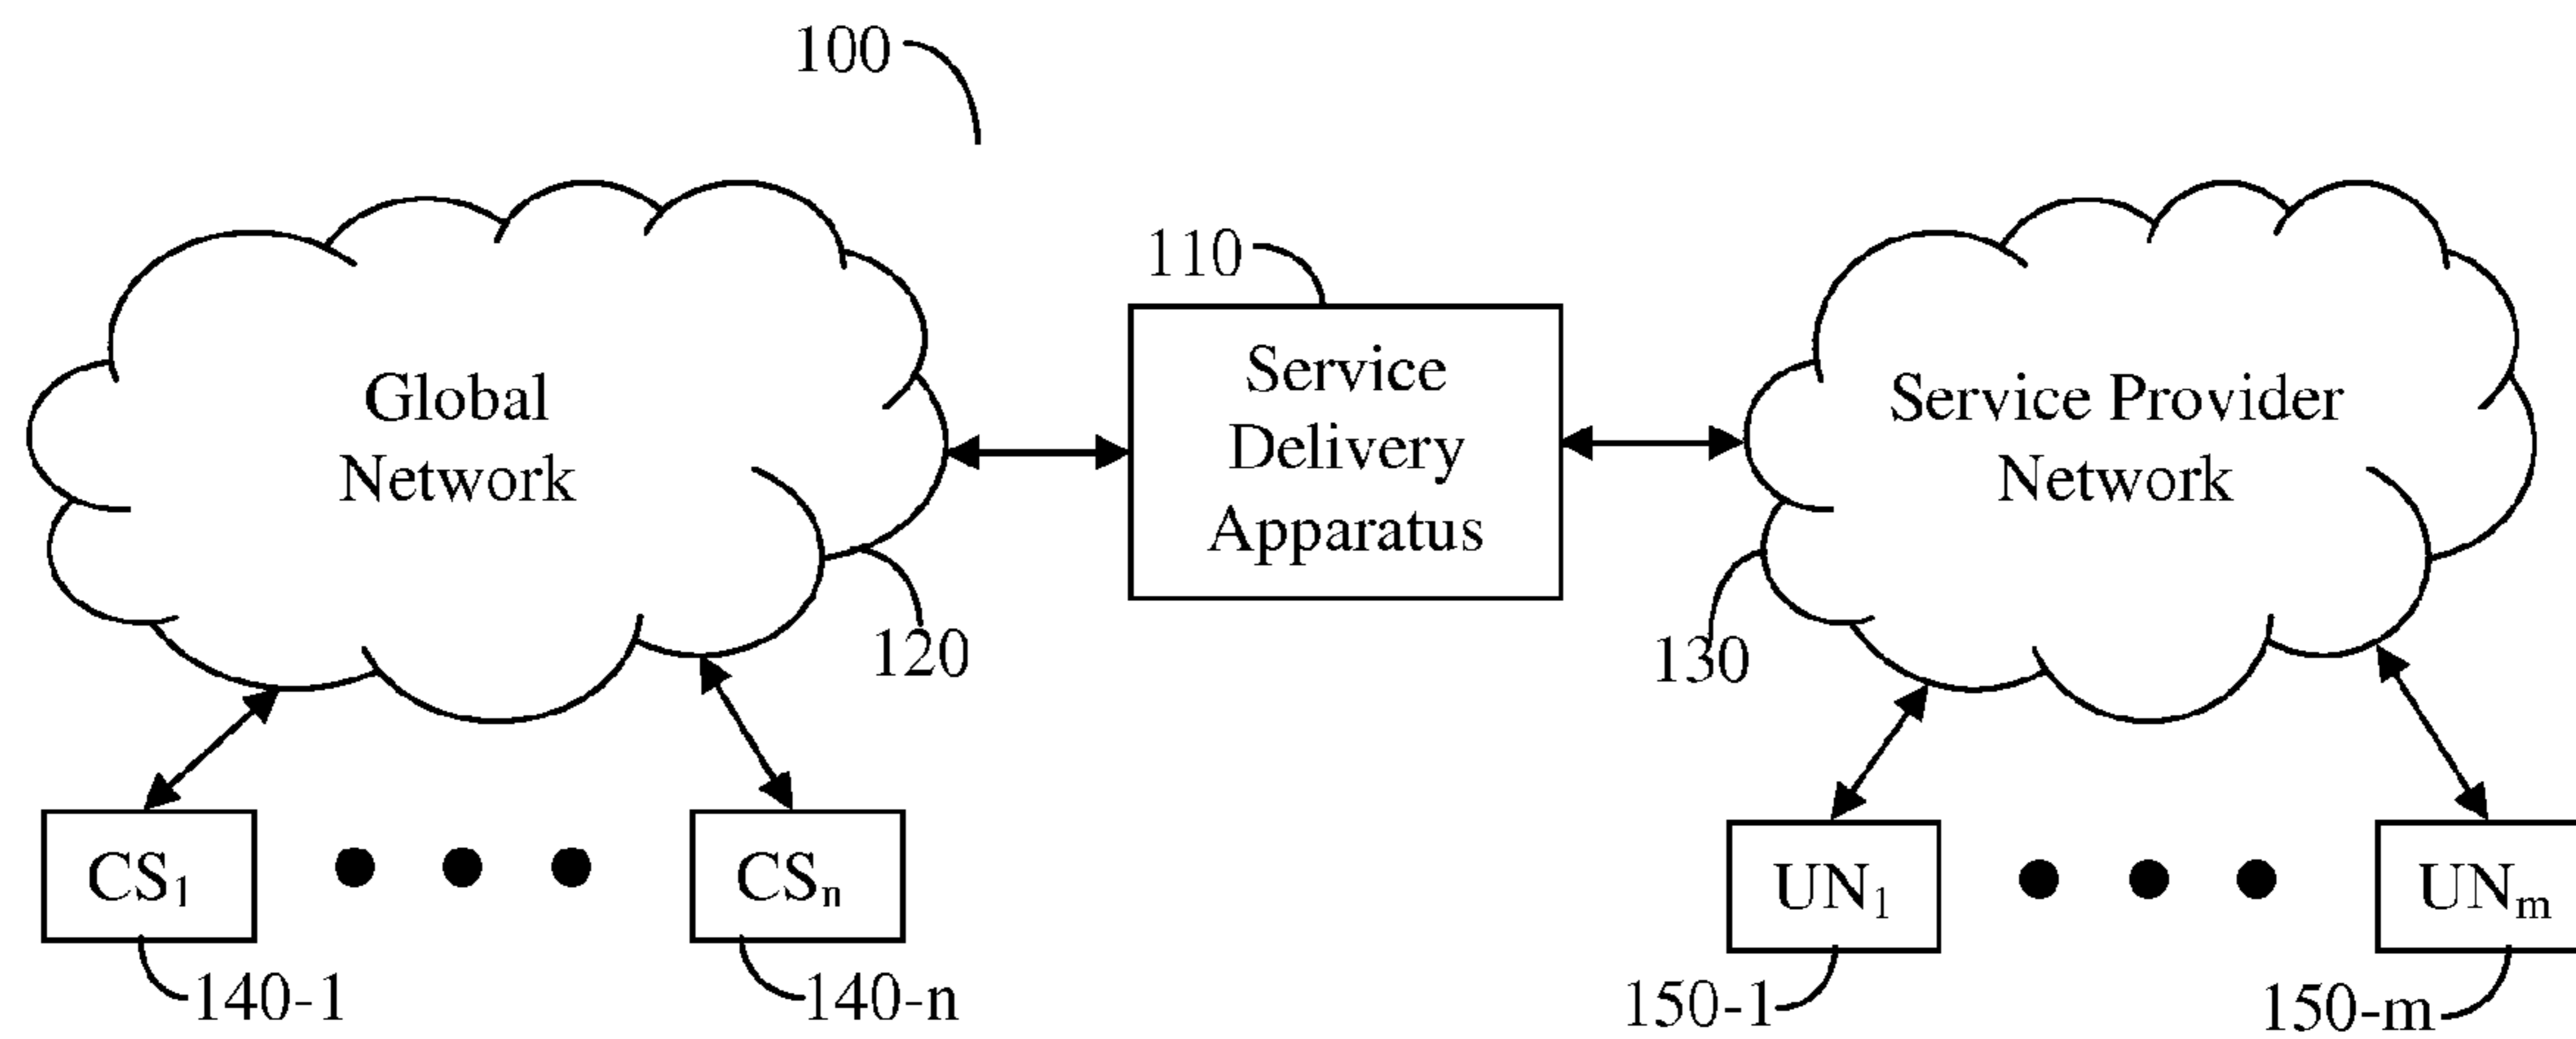 100
110
Global
Network
Service
Delivery
Apparatus
Service Provider
Network
120
130
CS1
CSn
UN1
UNm
140-1
140-n
150-1
150-m